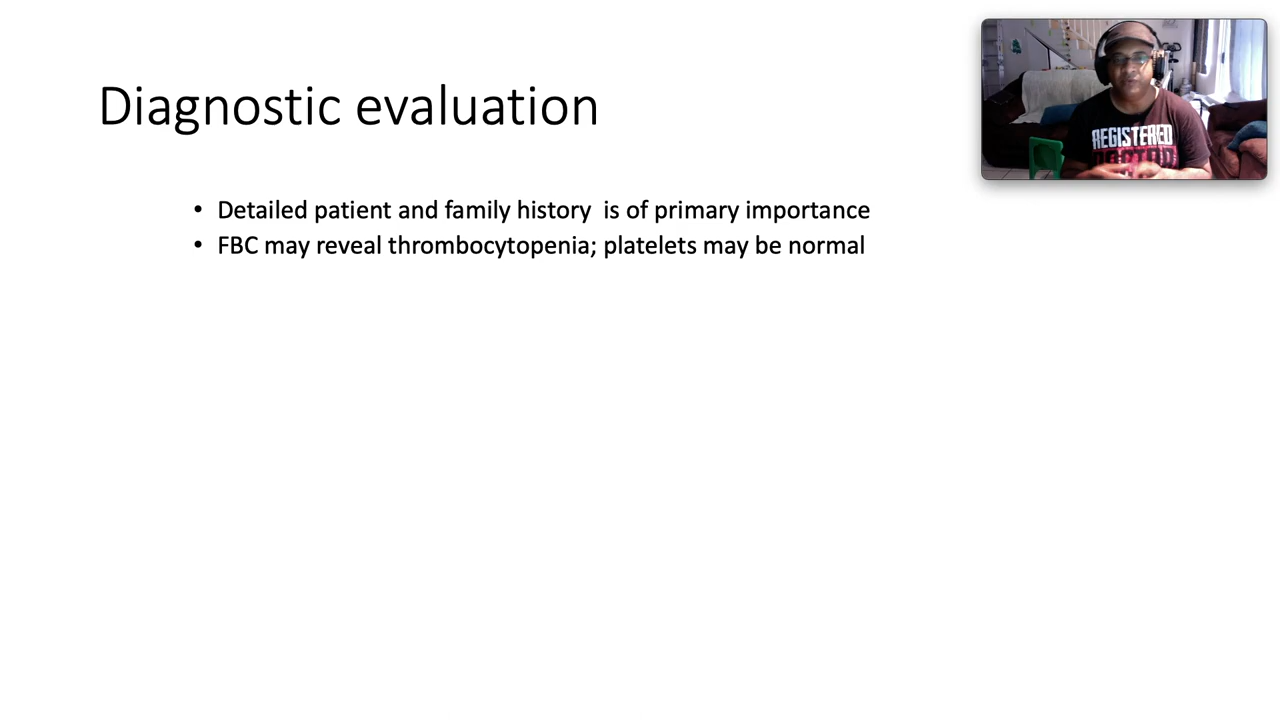 Diagnostic evaluation
• Detailed patient and family history  is of primary importance
• FBC may reveal thrombocytopenia; platelets may be normal
REGISTERED